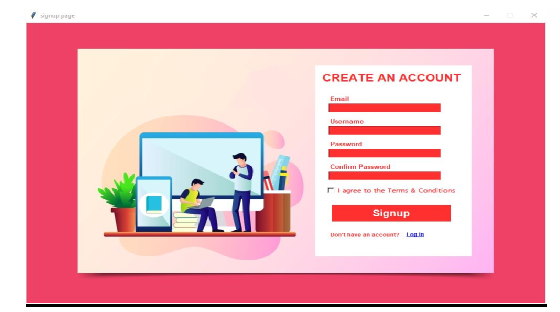 Signup page
CREATE AN ACCOUNT
Email
Username
Password
Confirm Password
I agree to the Terms & Conditions
Signup
Don't have an account? Log in